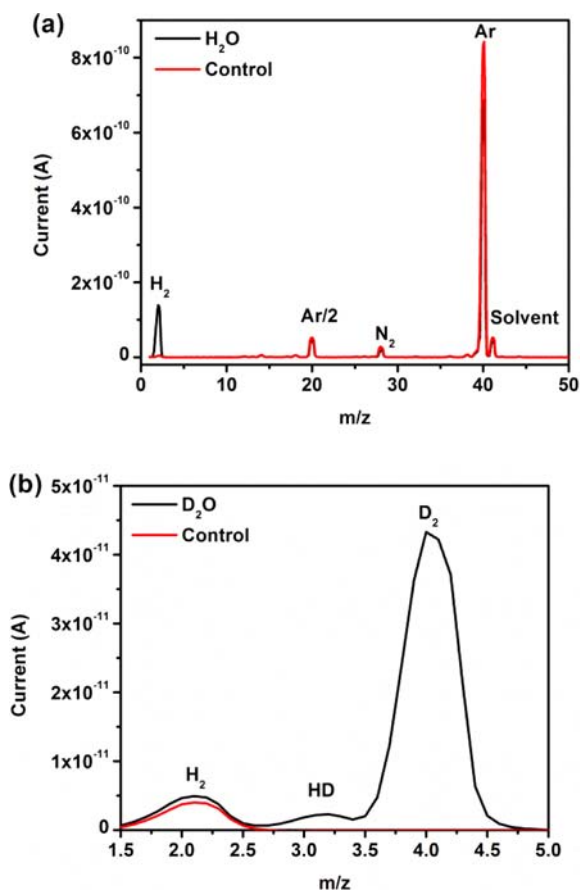 (a)
H₂O
Control
Ar
8x10⁻¹⁰
6x10⁻¹⁰
4x10⁻¹⁰
2x10⁻¹⁰
0
Current (A)
H₂
Ar/2
N₂
Solvent
0 10 20 30 40 50
m/z
(b)
D₂O
Control
D₂
5x10⁻¹¹
4x10⁻¹¹
3x10⁻¹¹
2x10⁻¹¹
1x10⁻¹¹
0
Current (A)
H₂
HD
1.5 2.0 2.5 3.0 3.5 4.0 4.5 5.0
m/z